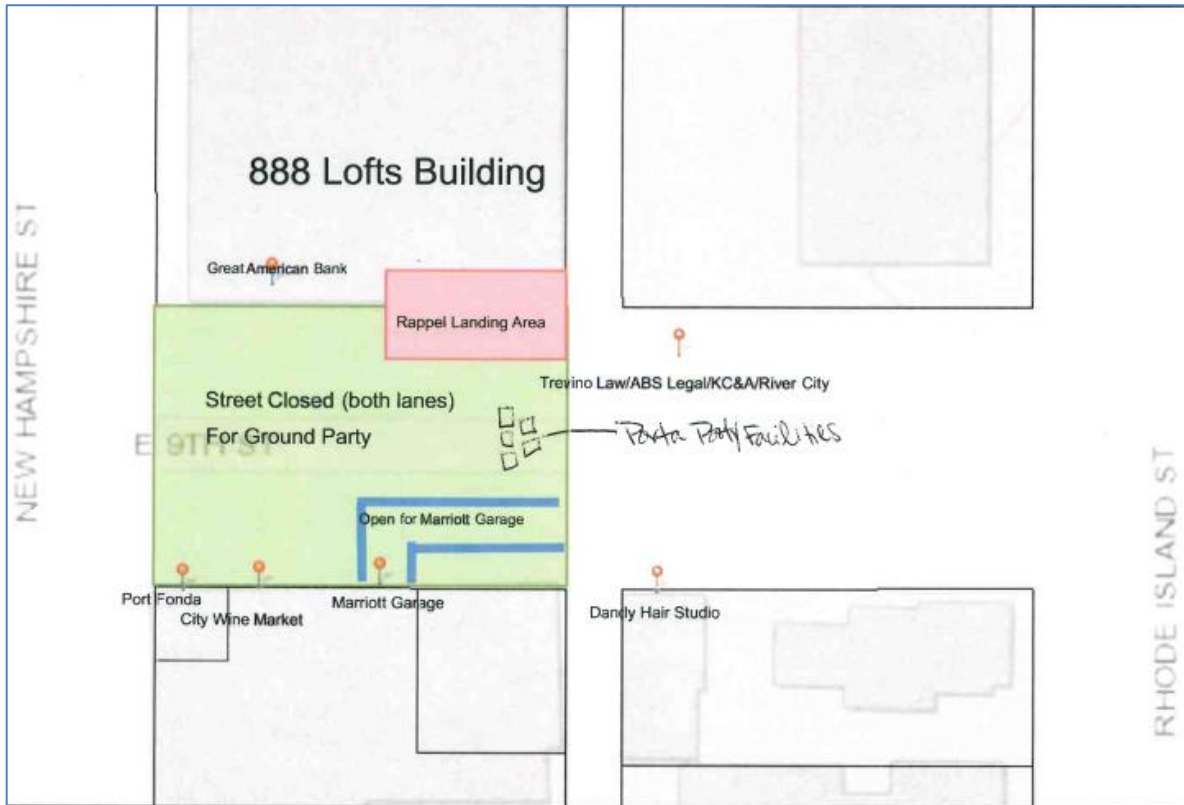 888 Lofts Building
NEW HAMPSHIRE ST
Great American Bank
Rappel Landing Area
Trevino Law/ABS Legal/KC&A/River City
Street Closed (both lanes)
For Ground Party
E 9TH ST
Porta Potty Facilities
Open for Marriott Garage
Port Fonda
City Wine Market
Marriott Garage
Dandy Hair Studio
RHODE ISLAND ST